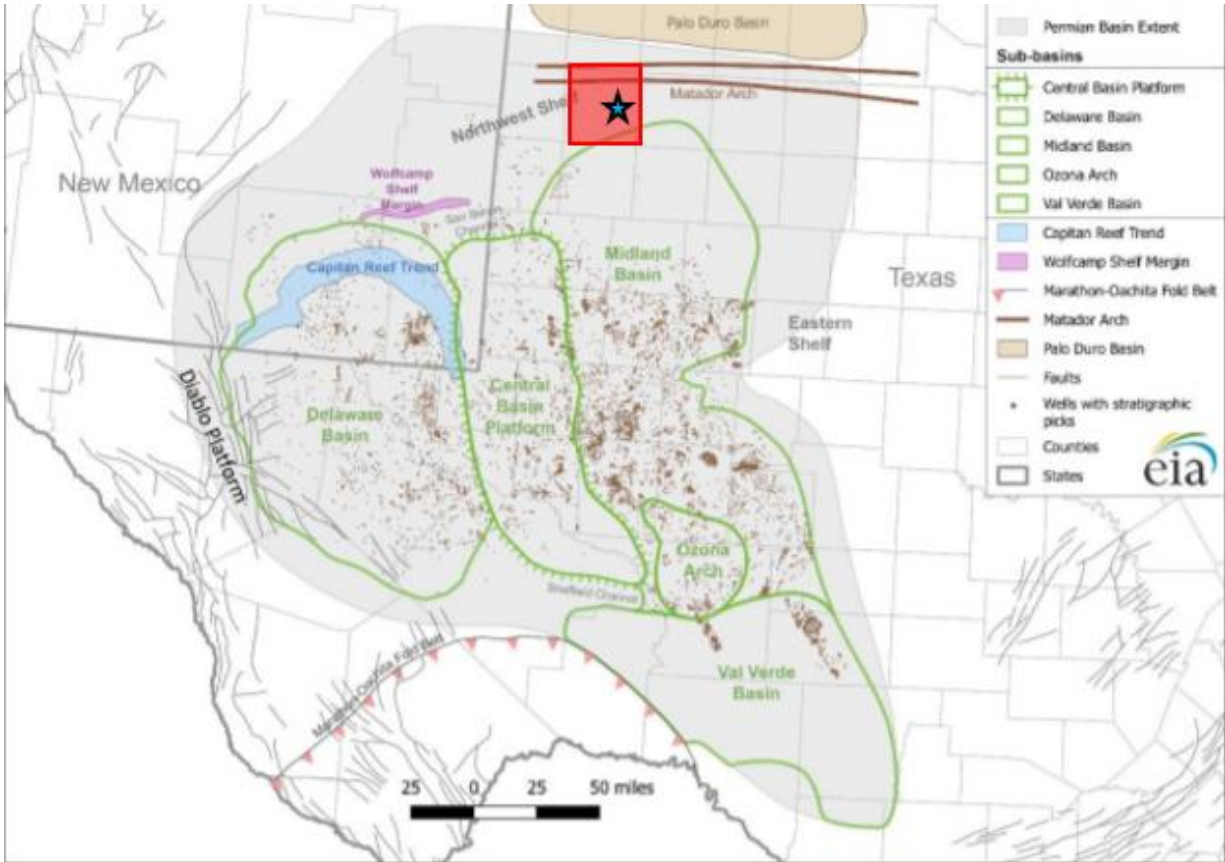 Palo Duro Basin
Matador Arch
Northwest Shelf
New Mexico
Wolfcamp
Shelf
Margin
San Simon
Channel
Capitan Reef Trend
Midland
Basin
Texas
Eastern
Shelf
Diablo Platform
Delaware
Basin
Central
Basin
Platform
Ozona
Arch
Sheffield Channel
Val Verde
Basin
Marathon-Oachita Fold Belt
25 0 25 50 miles
Permian Basin Extent
Sub-basins
Central Basin Platform
Delaware Basin
Midland Basin
Ozona Arch
Val Verde Basin
Capitan Reef Trend
Wolfcamp Shelf Mergin
Marathon-Oachita Fold Belt
Matador Arch
Palo Duro Basin
Faults
Wells with stratigraphic
picks
Counties
States
eia